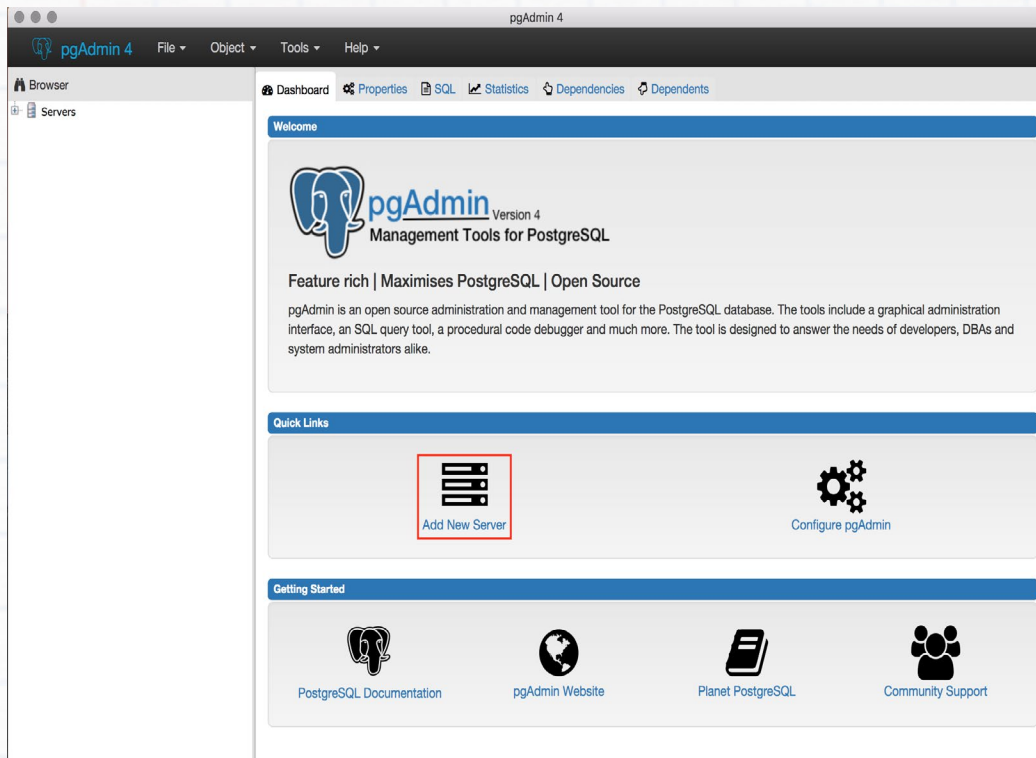 pgAdmin 4
pgAdmin 4 File Object Tools Help
Browser
Servers
Dashboard Properties SQL Statistics Dependencies Dependents
Welcome
pgAdmin Version 4
Management Tools for PostgreSQL
Feature rich | Maximises PostgreSQL | Open Source
pgAdmin is an open source administration and management tool for the PostgreSQL database. The tools include a graphical administration
interface, an SQL query tool, a procedural code debugger and much more. The tool is designed to answer the needs of developers, DBAs and
system administrators alike.
Quick Links
Add New Server Configure pgAdmin
Getting Started
PostgreSQL Documentation pgAdmin Website Planet PostgreSQL Community Support